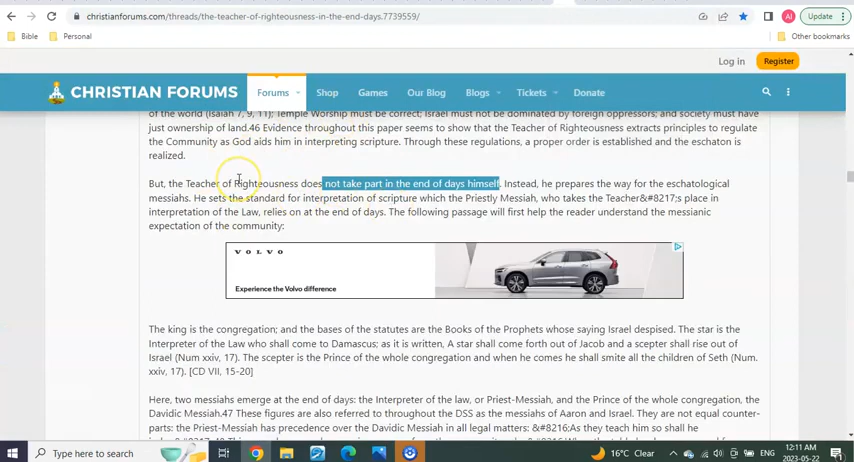 christianforums.com/threads/the-teacher-of-righteousness-in-the-end-days.7739559/
AI
Update
Bible
Personal
Other bookmarks
Log in
Register
CHRISTIAN FORUMS
Forums
Shop
Games
Our Blog
Blogs
Tickets
Donate
of the world (Isaiah 7, 9, 11); Temple Worship must be correct; Israel must not be dominated by foreign oppressors; and society must have
just ownership of land.46 Evidence throughout this paper seems to show that the Teacher of Righteousness extracts principles to regulate
the Community as God aids him in interpreting scripture. Through these regulations, a proper order is established and the eschaton is
realized.
But, the Teacher of Righteousness does not take part in the end of days himself. Instead, he prepares the way for the eschatological
messiahs. He sets the standard for interpretation of scripture which the Priestly Messiah, who takes the Teacher&#8217;s place in
interpretation of the Law, relies on at the end of days. The following passage will first help the reader understand the messianic
expectation of the community:
VOLVO
Experience the Volvo difference
The king is the congregation; and the bases of the statutes are the Books of the Prophets whose saying Israel despised. The star is the
Interpreter of the Law who shall come to Damascus; as it is written, A star shall come forth out of Jacob and a scepter shall rise out of
Israel (Num xxiv, 17). The scepter is the Prince of the whole congregation and when he comes he shall smite all the children of Seth (Num.
xxiv, 17). [CD VII, 15-20]
Here, two messiahs emerge at the end of days: the Interpreter of the law, or Priest-Messiah, and the Prince of the whole congregation, the
Davidic Messiah.47 These figures are also referred to throughout the DSS as the messiahs of Aaron and Israel. They are not equal counter-
parts: the Priest-Messiah has precedence over the Davidic Messiah in all legal matters: &#8216;As they teach him so shall he
Type here to search
16°C Clear
ENG
12:11 AM
2023-05-22